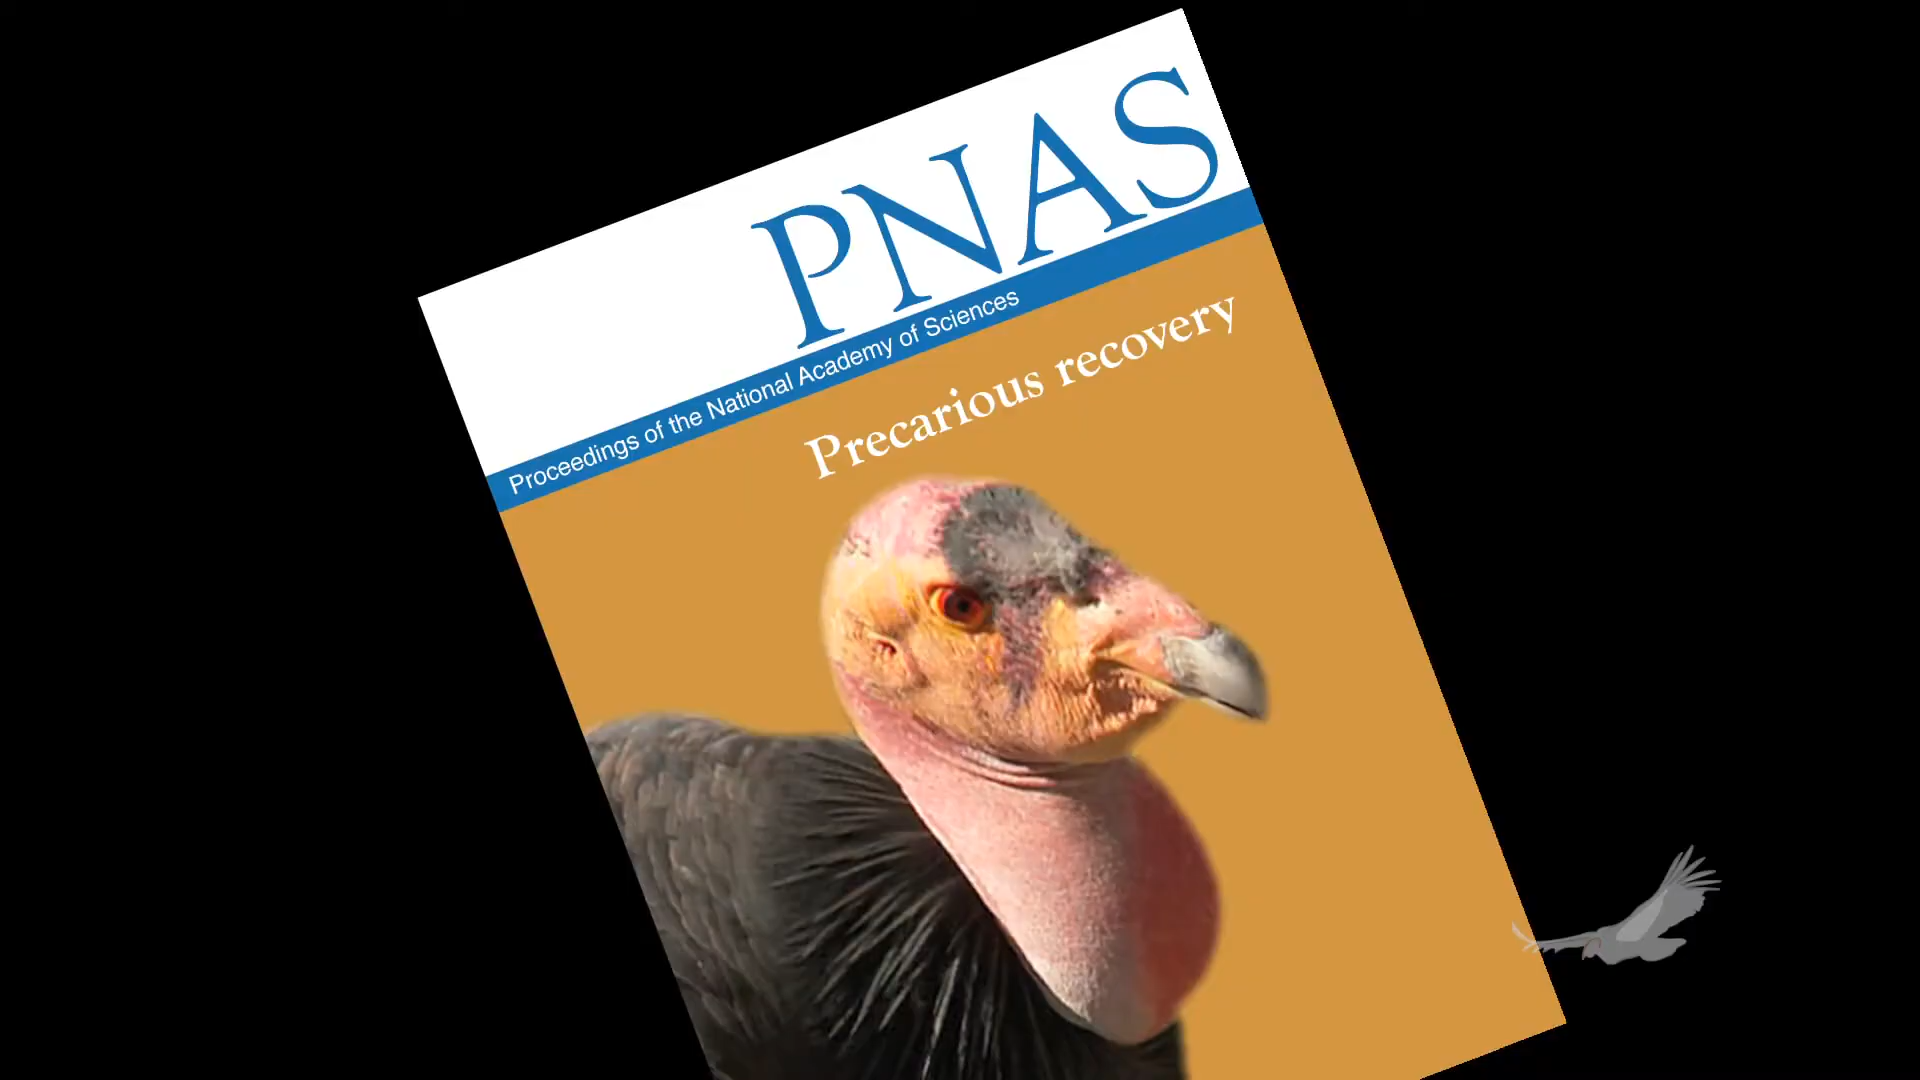 PNAS
Proceedings of the National Academy of Sciences
Precarious recovery